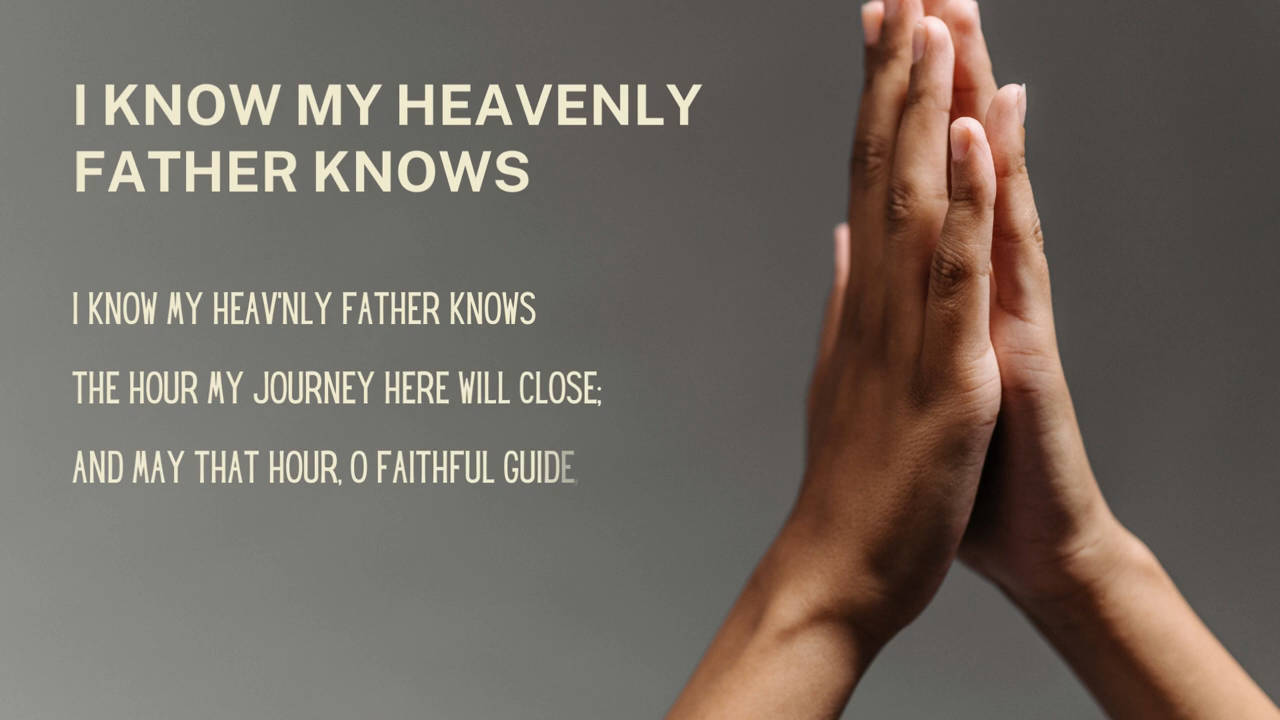 I KNOW MY HEAVENLY
FATHER KNOWS
I KNOW MY HEAV'NLY FATHER KNOWS
THE HOUR MY JOURNEY HERE WILL CLOSE;
AND MAY THAT HOUR, O FAITHFUL GUIDE,